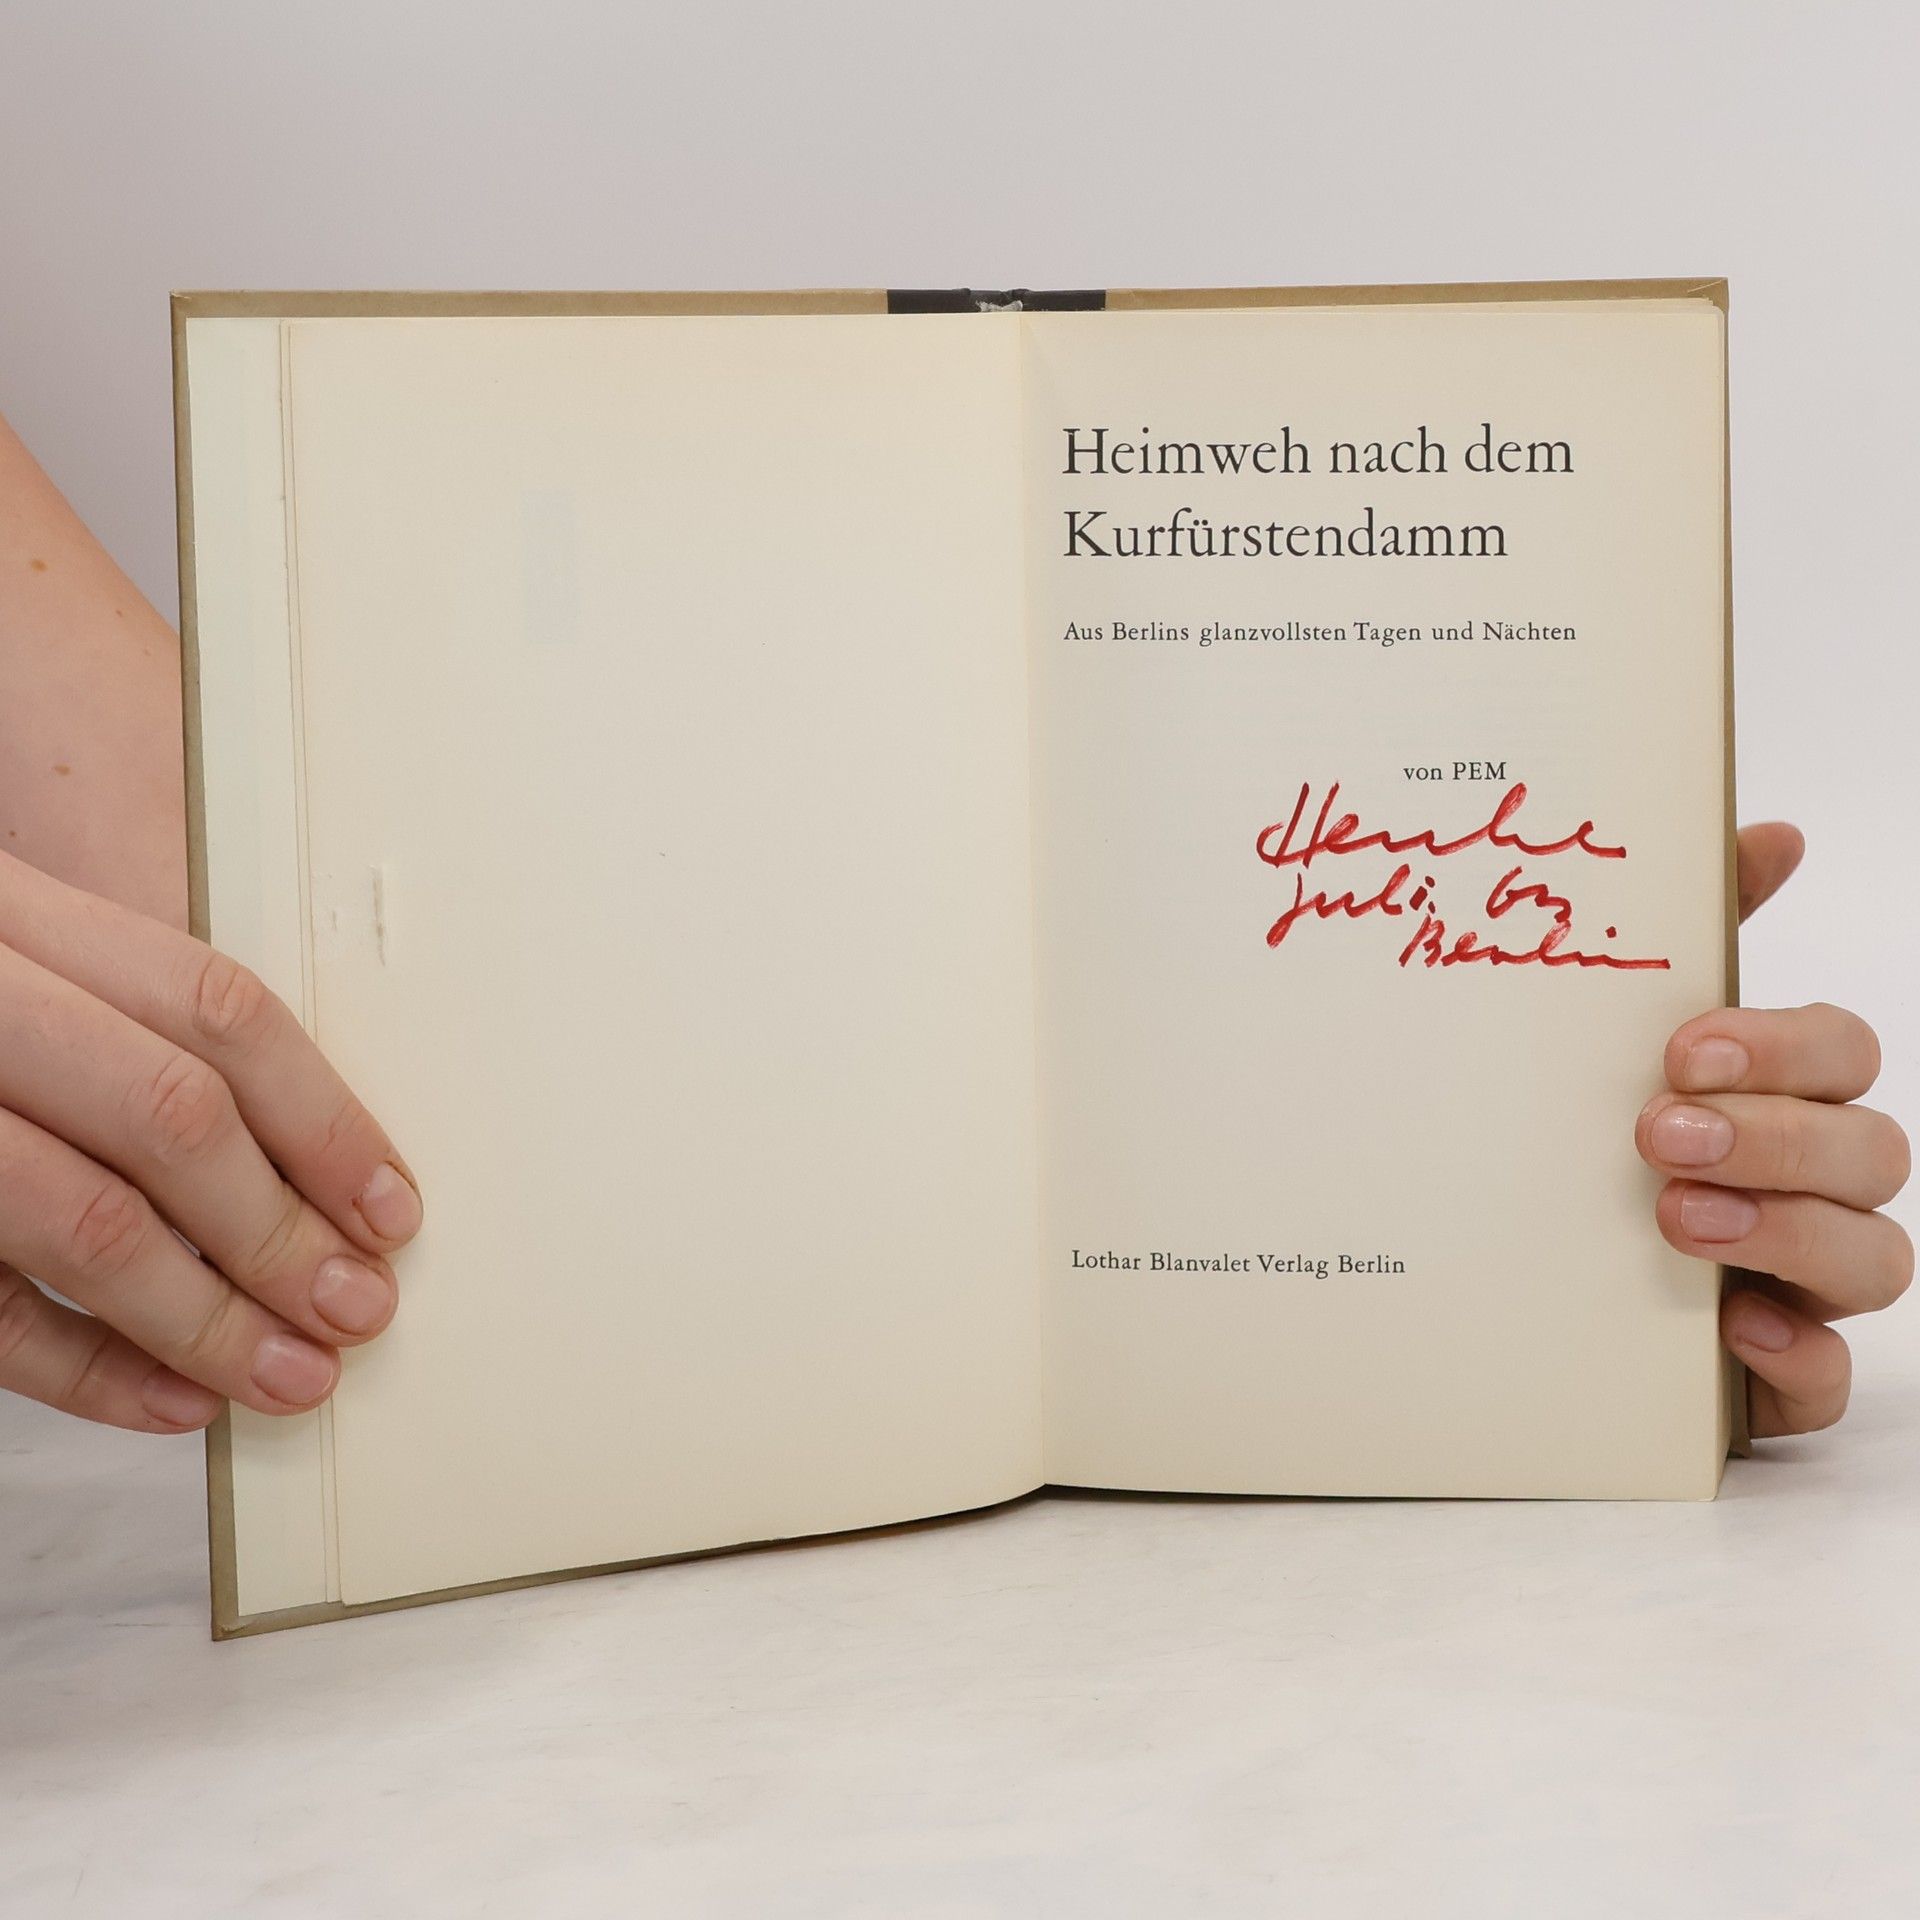 Heimweh nach dem
Kurfürstendamm
Aus Berlins glanzvollsten Tagen und Nächten
von PEM
Juli
Berlin
Lothar Blanvalet Verlag Berlin